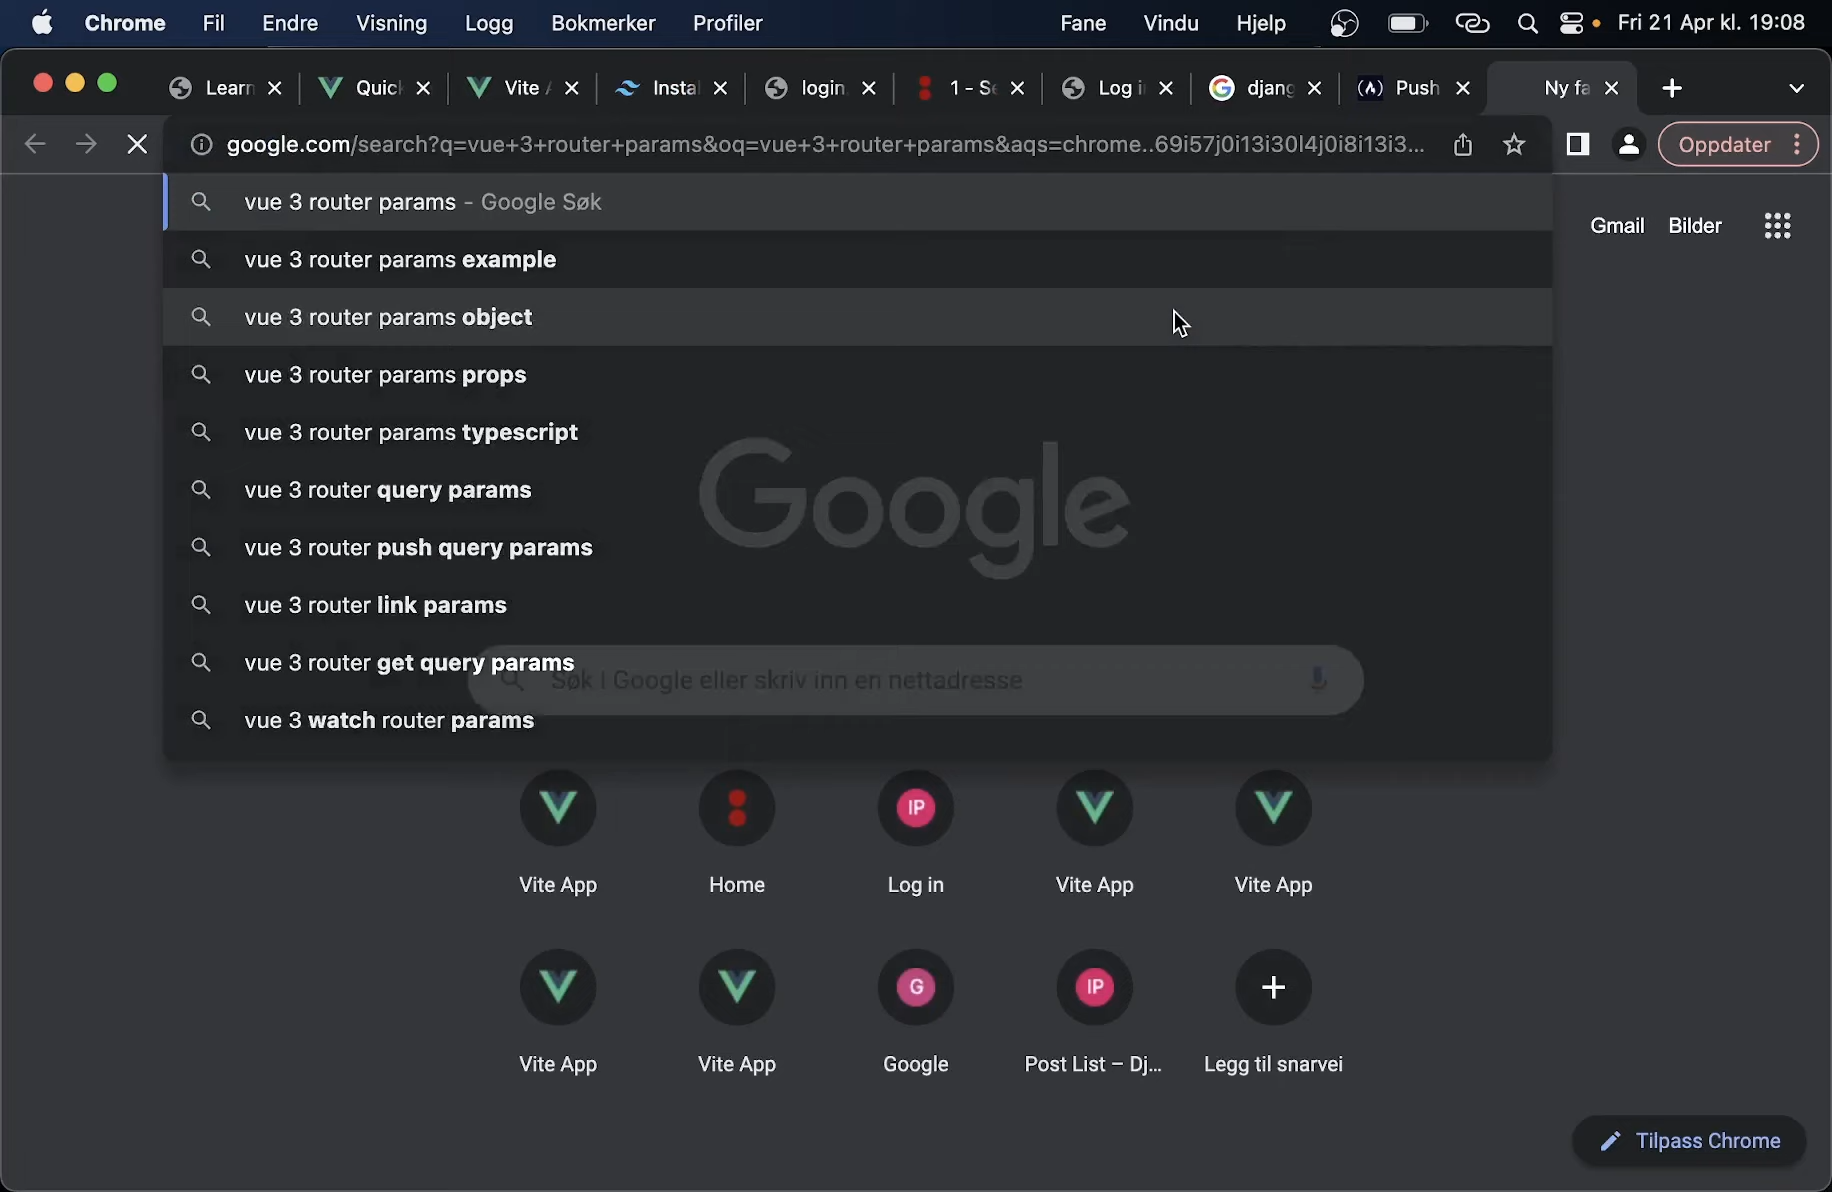 Chrome Fil Endre Visning Logg Bokmerker Profiler Fane Vindu Hjelp Fri 21 Apr kl. 19:08
Learn Quick Vite Instal login 1 - Se Log i djang Push Ny fa
google.com/search?q=vue+3+router+params&oq=vue+3+router+params&aqs=chrome..69i57j0i13i30l4j0i8i13i3... Oppdater
vue 3 router params - Google Søk
Gmail Bilder
vue 3 router params example
vue 3 router params object
vue 3 router params props
vue 3 router params typescript
vue 3 router query params
vue 3 router push query params
vue 3 router link params
vue 3 router get query params
vue 3 watch router params
Google
Søk i Google eller skriv inn en nettadresse
IP
Vite App Home Log in Vite App Vite App
G IP
Vite App Vite App Google Post List – Dj... Legg til snarvei
Tilpass Chrome